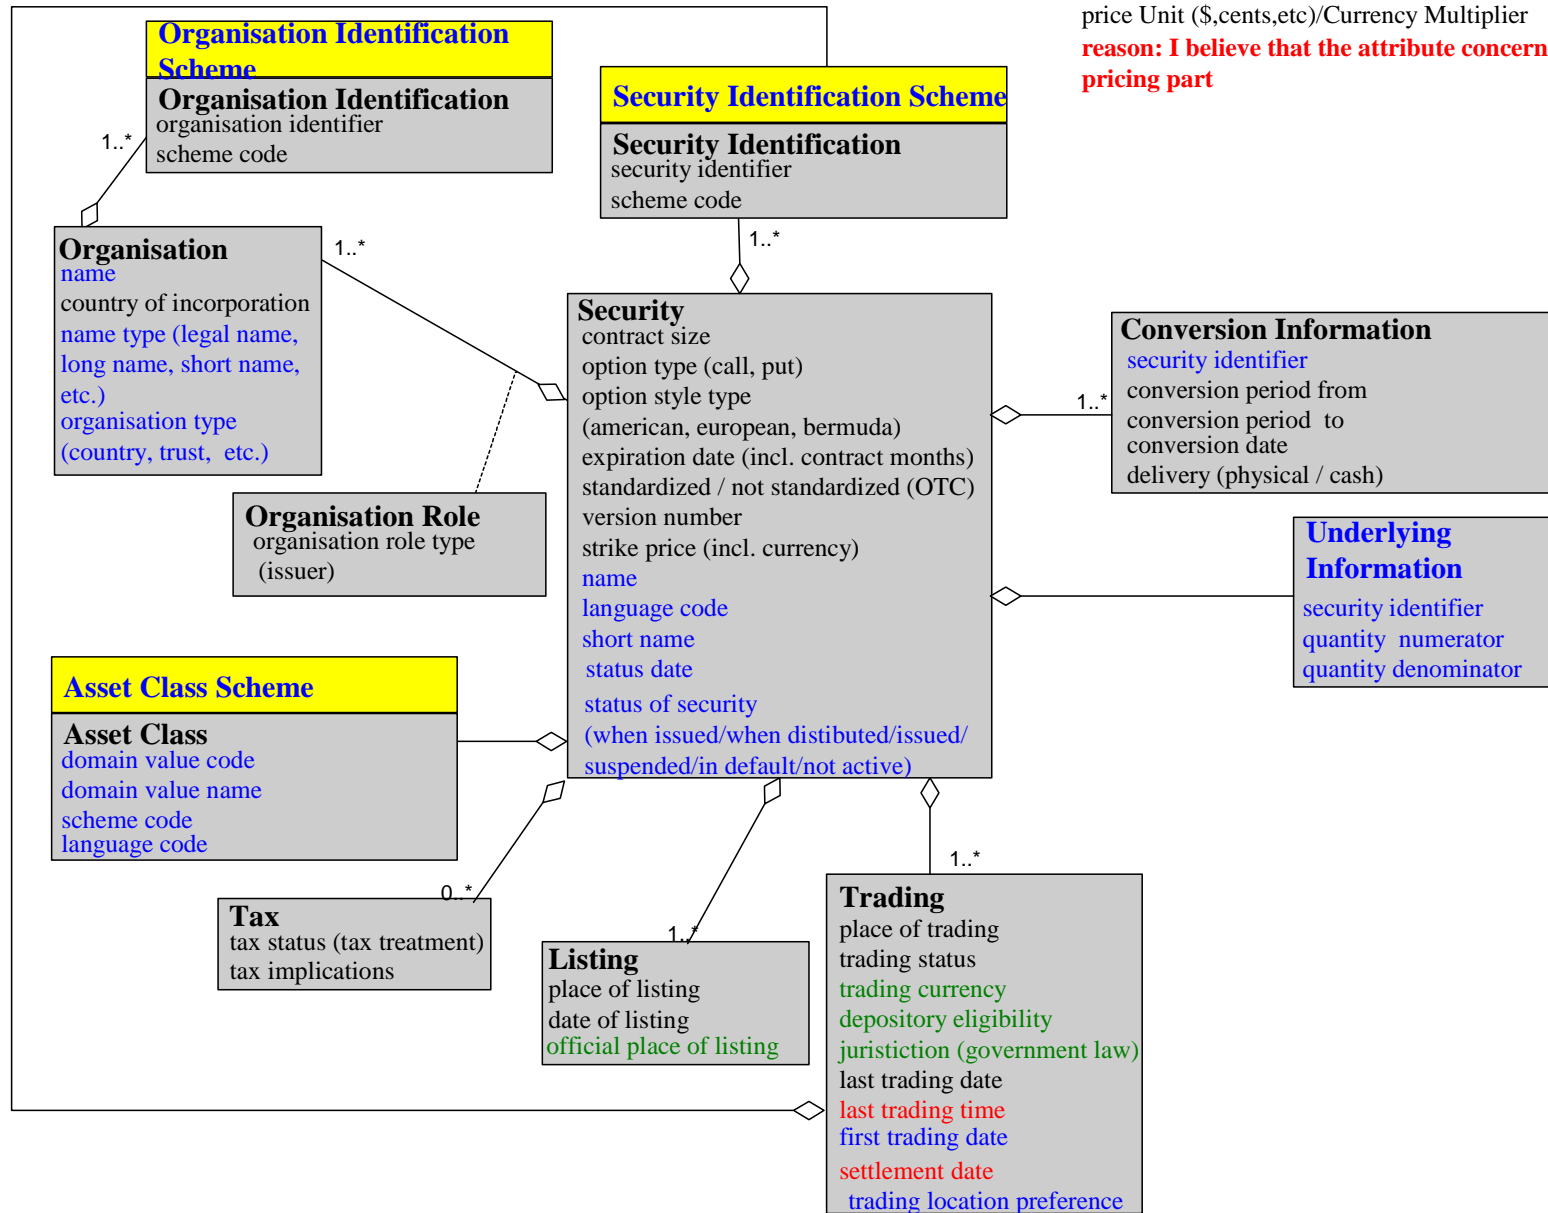 price Unit ($,cents,etc)/Currency Multiplier
reason: I believe that the attribute concern
pricing part
Organisation Identification
Scheme
Organisation Identification
organisation identifier
scheme code
1..*
Security Identification Scheme
Security Identification
security identifier
scheme code
1..*
Organisation
name
country of incorporation
name type (legal name,
long name, short name,
etc.)
organisation type
(country, trust,  etc.)
1..*
Organisation Role
organisation role type
(issuer)
Security
contract size
option type (call, put)
option style type
(american, european, bermuda)
expiration date (incl. contract months)
standardized / not standardized (OTC)
version number
strike price (incl. currency)
name
language code
short name
status date
status of security
(when issued/when distibuted/issued/
suspended/in default/not active)
Conversion Information
security identifier
conversion period from
conversion period  to
conversion date
delivery (physical / cash)
1..*
Underlying
Information
security identifier
quantity  numerator
quantity denominator
Asset Class Scheme
Asset Class
domain value code
domain value name
scheme code
language code
0..*
Tax
tax status (tax treatment)
tax implications
1..*
Listing
place of listing
date of listing
official place of listing
1..*
Trading
place of trading
trading status
trading currency
depository eligibility
juristiction (government law)
last trading date
last trading time
first trading date
settlement date
trading location preference